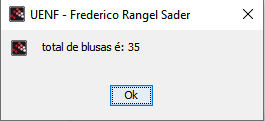 UENF - Frederico Rangel Sader
total de blusas é: 35
Ok